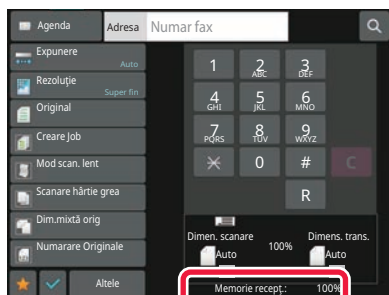 Agenda
Adresa
Numar fax
Expunere
Auto
Rezoluție
Super fin
Original
Creare Job
Mod scan. lent
Scanare hârtie grea
Dim.mixtă orig
Numarare Originale
Altele
1 2 3
ABC DEF
4 5 6
GHI JKL MNO
7 8 9
PQRS TUV WXYZ
0 # C
R
Dimen. scanare
Dimens. trans.
100%
Auto
Auto
Memorie recepț.: 100%